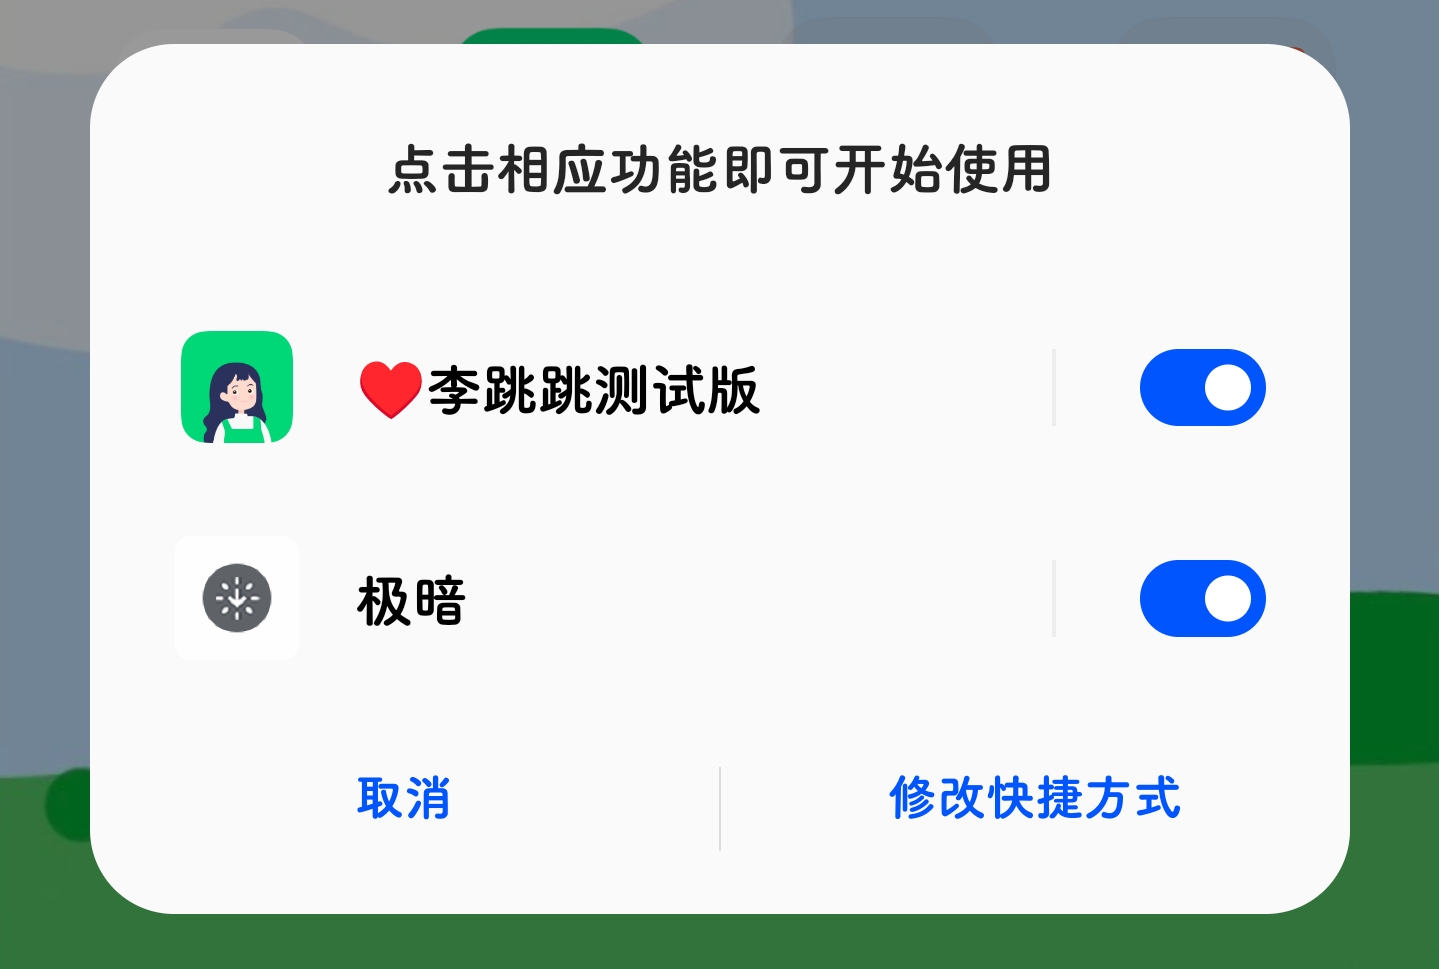 点击相应功能即可开始使用
❤️李跳跳测试版
极暗
取消
修改快捷方式